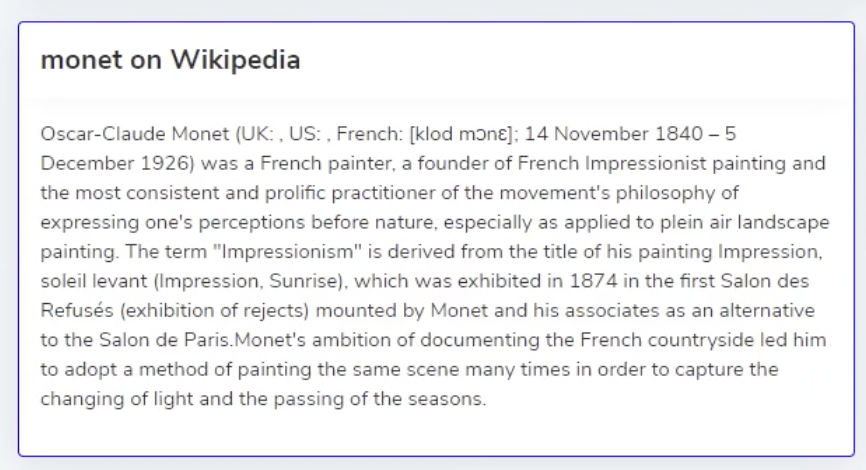 monet on Wikipedia
Oscar-Claude Monet (UK: , US: , French: [klod mɔnɛ]; 14 November 1840 – 5
December 1926) was a French painter, a founder of French Impressionist painting and
the most consistent and prolific practitioner of the movement's philosophy of
expressing one's perceptions before nature, especially as applied to plein air landscape
painting. The term "Impressionism" is derived from the title of his painting Impression,
soleil levant (Impression, Sunrise), which was exhibited in 1874 in the first Salon des
Refusés (exhibition of rejects) mounted by Monet and his associates as an alternative
to the Salon de Paris.Monet's ambition of documenting the French countryside led him
to adopt a method of painting the same scene many times in order to capture the
changing of light and the passing of the seasons.